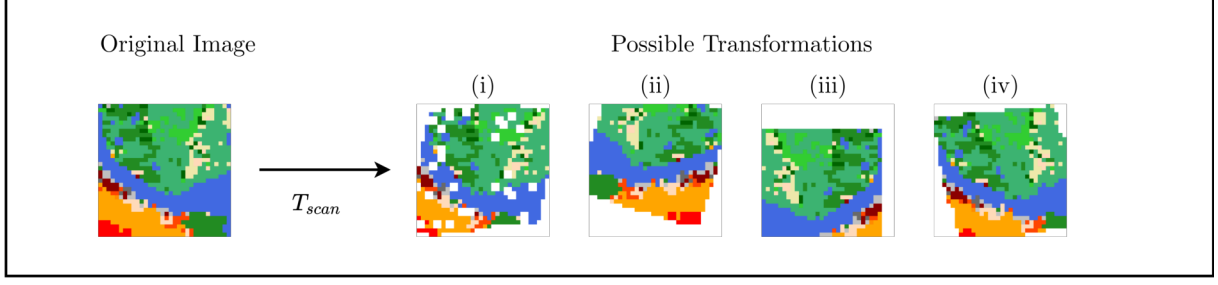 Original Image
Possible Transformations
(i)
(ii)
(iii)
(iv)
T_scan